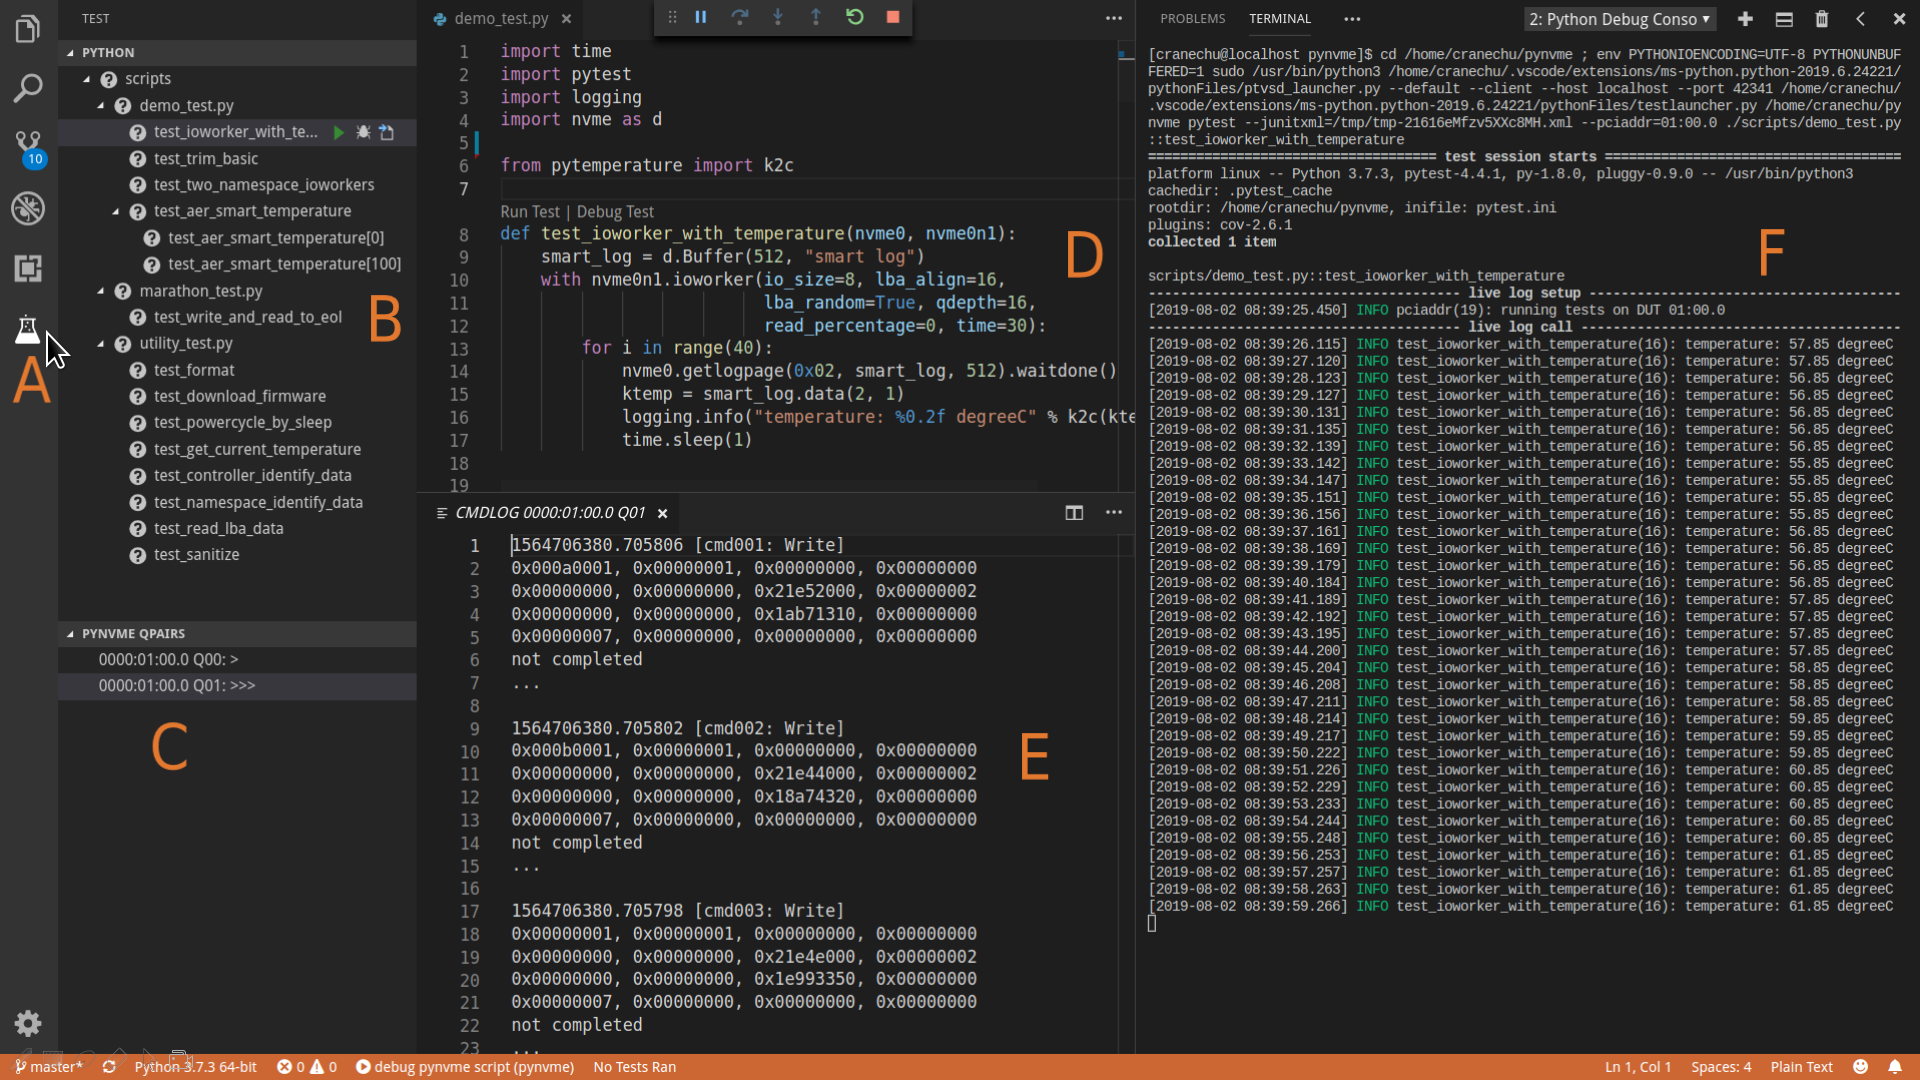 TEST
PYTHON
scripts
demo_test.py
test_ioworker_with_te...
test_trim_basic
10
test_two_namespace_ioworkers
test_aer_smart_temperature
test_aer_smart_temperature[0]
test_aer_smart_temperature[100]
marathon_test.py
test_write_and_read_to_eol
utility_test.py
test_format
test_download_firmware
test_powercycle_by_sleep
test_get_current_temperature
test_controller_identify_data
test_namespace_identify_data
test_read_lba_data
test_sanitize
A
B
PYNVME QPAIRS
0000:01:00.0 Q00: >
0000:01:00.0 Q01: >>>
C
demo_test.py
1 import time
2 import pytest
3 import logging
4 import nvme as d
5
6 from pytemperature import k2c
7
Run Test | Debug Test
8 def test_ioworker_with_temperature(nvme0, nvme0n1):
9 smart_log = d.Buffer(512, "smart log")
10 with nvme0n1.ioworker(io_size=8, lba_align=16,
11 lba_random=True, qdepth=16,
12 read_percentage=0, time=30):
13 for i in range(40):
14 nvme0.getlogpage(0x02, smart_log, 512).waitdone()
15 ktemp = smart_log.data(2, 1)
16 logging.info("temperature: %0.2f degreeC" % k2c(kte
17 time.sleep(1)
18
19
D
CMDLOG 0000:01:00.0 Q01
1 1564706380.705806 [cmd001: Write]
2 0x000a0001, 0x00000001, 0x00000000, 0x00000000
3 0x00000000, 0x00000000, 0x21e52000, 0x00000002
4 0x00000000, 0x00000000, 0x1ab71310, 0x00000000
5 0x00000007, 0x00000000, 0x00000000, 0x00000000
6 not completed
7 ...
8
9 1564706380.705802 [cmd002: Write]
10 0x000b0001, 0x00000001, 0x00000000, 0x00000000
11 0x00000000, 0x00000000, 0x21e44000, 0x00000002
12 0x00000000, 0x00000000, 0x18a74320, 0x00000000
13 0x00000007, 0x00000000, 0x00000000, 0x00000000
14 not completed
15 ...
16
17 1564706380.705798 [cmd003: Write]
18 0x00000001, 0x00000001, 0x00000000, 0x00000000
19 0x00000000, 0x00000000, 0x21e4e000, 0x00000002
20 0x00000000, 0x00000000, 0x1e993350, 0x00000000
21 0x00000007, 0x00000000, 0x00000000, 0x00000000
22 not completed
23 ...
E
PROBLEMS TERMINAL ... 2: Python Debug Conso
[cranechu@localhost pynvme]$ cd /home/cranechu/pynvme ; env PYTHONIOENCODING=UTF-8 PYTHONUNBUF
FERED=1 sudo /usr/bin/python3 /home/cranechu/.vscode/extensions/ms-python.python-2019.6.24221/
pythonFiles/ptvsd_launcher.py --default --client --host localhost --port 42341 /home/cranechu/
.vscode/extensions/ms-python.python-2019.6.24221/pythonFiles/testlauncher.py /home/cranechu/py
nvme pytest --junitxml=/tmp/tmp-21616eMfzv5XXc8MH.xml --pciaddr=01:00.0 ./scripts/demo_test.py
::test_ioworker_with_temperature
==================================== test session starts =====================================
platform linux -- Python 3.7.3, pytest-4.4.1, py-1.8.0, pluggy-0.9.0 -- /usr/bin/python3
cachedir: .pytest_cache
rootdir: /home/cranechu/pynvme, inifile: pytest.ini
plugins: cov-2.6.1
collected 1 item
F
scripts/demo_test.py::test_ioworker_with_temperature
--------------------------------------- live log setup ---------------------------------------
[2019-08-02 08:39:25.450] INFO pciaddr(19): running tests on DUT 01:00.0
--------------------------------------- live log call ----------------------------------------
[2019-08-02 08:39:26.115] INFO test_ioworker_with_temperature(16): temperature: 57.85 degreeC
[2019-08-02 08:39:27.120] INFO test_ioworker_with_temperature(16): temperature: 57.85 degreeC
[2019-08-02 08:39:28.123] INFO test_ioworker_with_temperature(16): temperature: 56.85 degreeC
[2019-08-02 08:39:29.127] INFO test_ioworker_with_temperature(16): temperature: 56.85 degreeC
[2019-08-02 08:39:30.131] INFO test_ioworker_with_temperature(16): temperature: 56.85 degreeC
[2019-08-02 08:39:31.135] INFO test_ioworker_with_temperature(16): temperature: 56.85 degreeC
[2019-08-02 08:39:32.139] INFO test_ioworker_with_temperature(16): temperature: 56.85 degreeC
[2019-08-02 08:39:33.142] INFO test_ioworker_with_temperature(16): temperature: 55.85 degreeC
[2019-08-02 08:39:34.147] INFO test_ioworker_with_temperature(16): temperature: 55.85 degreeC
[2019-08-02 08:39:35.151] INFO test_ioworker_with_temperature(16): temperature: 55.85 degreeC
[2019-08-02 08:39:36.156] INFO test_ioworker_with_temperature(16): temperature: 55.85 degreeC
[2019-08-02 08:39:37.161] INFO test_ioworker_with_temperature(16): temperature: 56.85 degreeC
[2019-08-02 08:39:38.169] INFO test_ioworker_with_temperature(16): temperature: 56.85 degreeC
[2019-08-02 08:39:39.179] INFO test_ioworker_with_temperature(16): temperature: 56.85 degreeC
[2019-08-02 08:39:40.184] INFO test_ioworker_with_temperature(16): temperature: 56.85 degreeC
[2019-08-02 08:39:41.189] INFO test_ioworker_with_temperature(16): temperature: 57.85 degreeC
[2019-08-02 08:39:42.192] INFO test_ioworker_with_temperature(16): temperature: 57.85 degreeC
[2019-08-02 08:39:43.195] INFO test_ioworker_with_temperature(16): temperature: 57.85 degreeC
[2019-08-02 08:39:44.200] INFO test_ioworker_with_temperature(16): temperature: 57.85 degreeC
[2019-08-02 08:39:45.204] INFO test_ioworker_with_temperature(16): temperature: 58.85 degreeC
[2019-08-02 08:39:46.208] INFO test_ioworker_with_temperature(16): temperature: 58.85 degreeC
[2019-08-02 08:39:47.211] INFO test_ioworker_with_temperature(16): temperature: 58.85 degreeC
[2019-08-02 08:39:48.214] INFO test_ioworker_with_temperature(16): temperature: 59.85 degreeC
[2019-08-02 08:39:49.217] INFO test_ioworker_with_temperature(16): temperature: 59.85 degreeC
[2019-08-02 08:39:50.222] INFO test_ioworker_with_temperature(16): temperature: 59.85 degreeC
[2019-08-02 08:39:51.226] INFO test_ioworker_with_temperature(16): temperature: 60.85 degreeC
[2019-08-02 08:39:52.229] INFO test_ioworker_with_temperature(16): temperature: 60.85 degreeC
[2019-08-02 08:39:53.233] INFO test_ioworker_with_temperature(16): temperature: 60.85 degreeC
[2019-08-02 08:39:54.244] INFO test_ioworker_with_temperature(16): temperature: 60.85 degreeC
[2019-08-02 08:39:55.248] INFO test_ioworker_with_temperature(16): temperature: 60.85 degreeC
[2019-08-02 08:39:56.253] INFO test_ioworker_with_temperature(16): temperature: 61.85 degreeC
[2019-08-02 08:39:57.257] INFO test_ioworker_with_temperature(16): temperature: 61.85 degreeC
[2019-08-02 08:39:58.263] INFO test_ioworker_with_temperature(16): temperature: 61.85 degreeC
[2019-08-02 08:39:59.266] INFO test_ioworker_with_temperature(16): temperature: 61.85 degreeC
master* Python 3.7.3 64-bit 0 0 debug pynvme script (pynvme) No Tests Ran Ln 1, Col 1 Spaces: 4 Plain Text